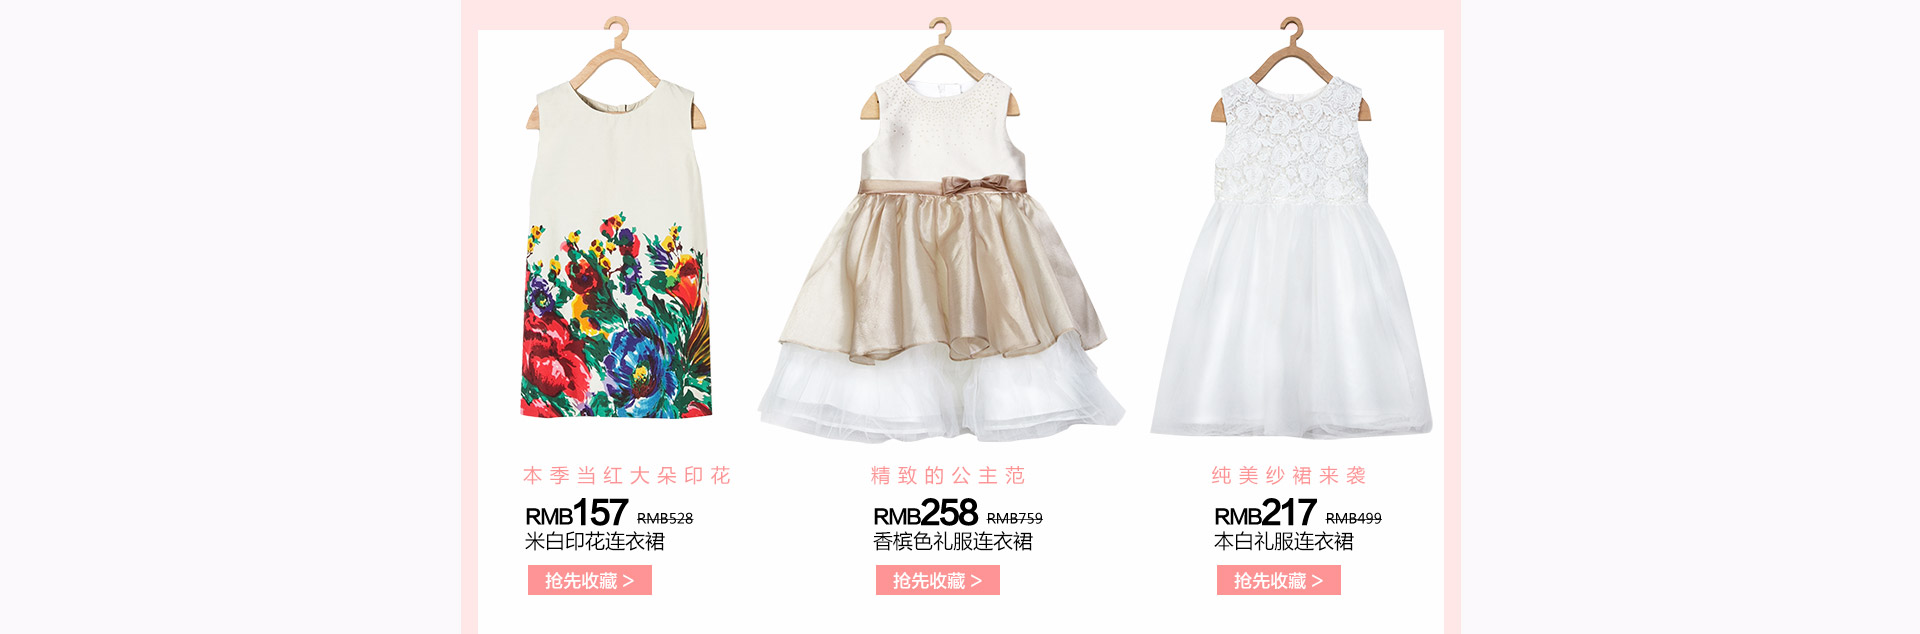 本季当红大朵印花
RMB157 RMB528
米白印花连衣裙
抢先收藏 >
精致的公主范
RMB258 RMB759
香槟色礼服连衣裙
抢先收藏 >
纯美纱裙来袭
RMB217 RMB499
本白礼服连衣裙
抢先收藏 >